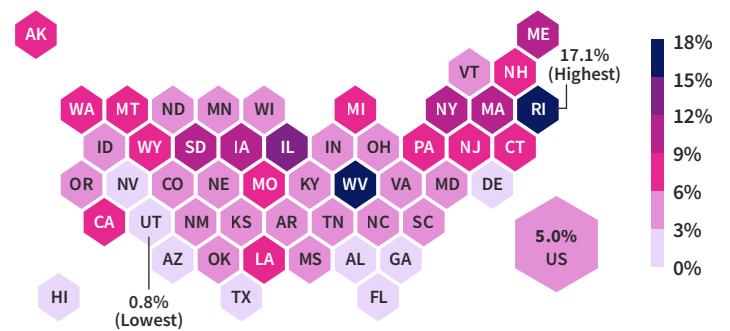 AK
ME
18%
17.1%
(Highest)
VT
NH
15%
WA
MT
ND
MN
WI
MI
NY
MA
RI
12%
ID
WY
SD
IA
IL
IN
OH
PA
NJ
CT
9%
OR
NV
CO
NE
MO
KY
WV
VA
MD
DE
6%
CA
UT
NM
KS
AR
TN
NC
SC
3%
5.0%
US
AZ
OK
LA
MS
AL
GA
0%
HI
0.8%
(Lowest)
TX
FL